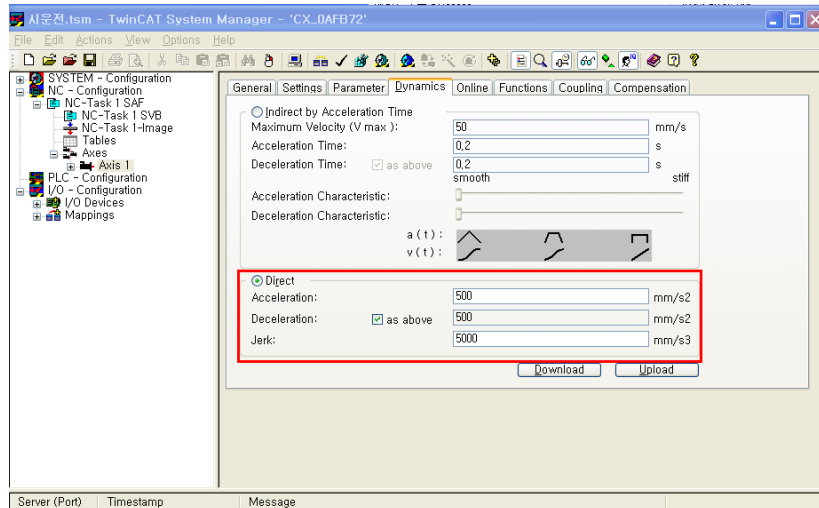 시운전.tsm - TwinCAT System Manager - 'CX_0AFB72'
File Edit Actions View Options Help
SYSTEM - Configuration
NC - Configuration
NC-Task 1 SAF
NC-Task 1 SVB
NC-Task 1-Image
Tables
Axes
Axis 1
PLC - Configuration
I/O - Configuration
I/O Devices
Mappings
General Settings Parameter Dynamics Online Functions Coupling Compensation
Indirect by Acceleration Time
Maximum Velocity (V max ): 50 mm/s
Acceleration Time: 0,2 s
Deceleration Time: as above 0,2 s
smooth stiff
Acceleration Characteristic:
Deceleration Characteristic:
a(t):
v(t):
Direct
Acceleration: 500 mm/s2
Deceleration: as above 500 mm/s2
Jerk: 5000 mm/s3
Download Upload
Server (Port) Timestamp Message